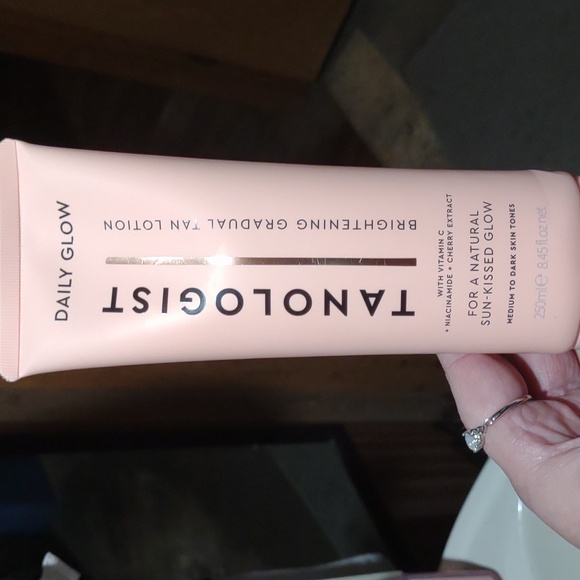 DAILY GLOW
TANOLOGIST
BRIGHTENING GRADUAL TAN LOTION
WITH VITAMIN C
+ NIACINAMIDE + CHERRY EXTRACT
FOR A NATURAL
SUN-KISSED GLOW
MEDIUM TO DARK SKIN TONES
250ml e 8.45 fl.oz.net.